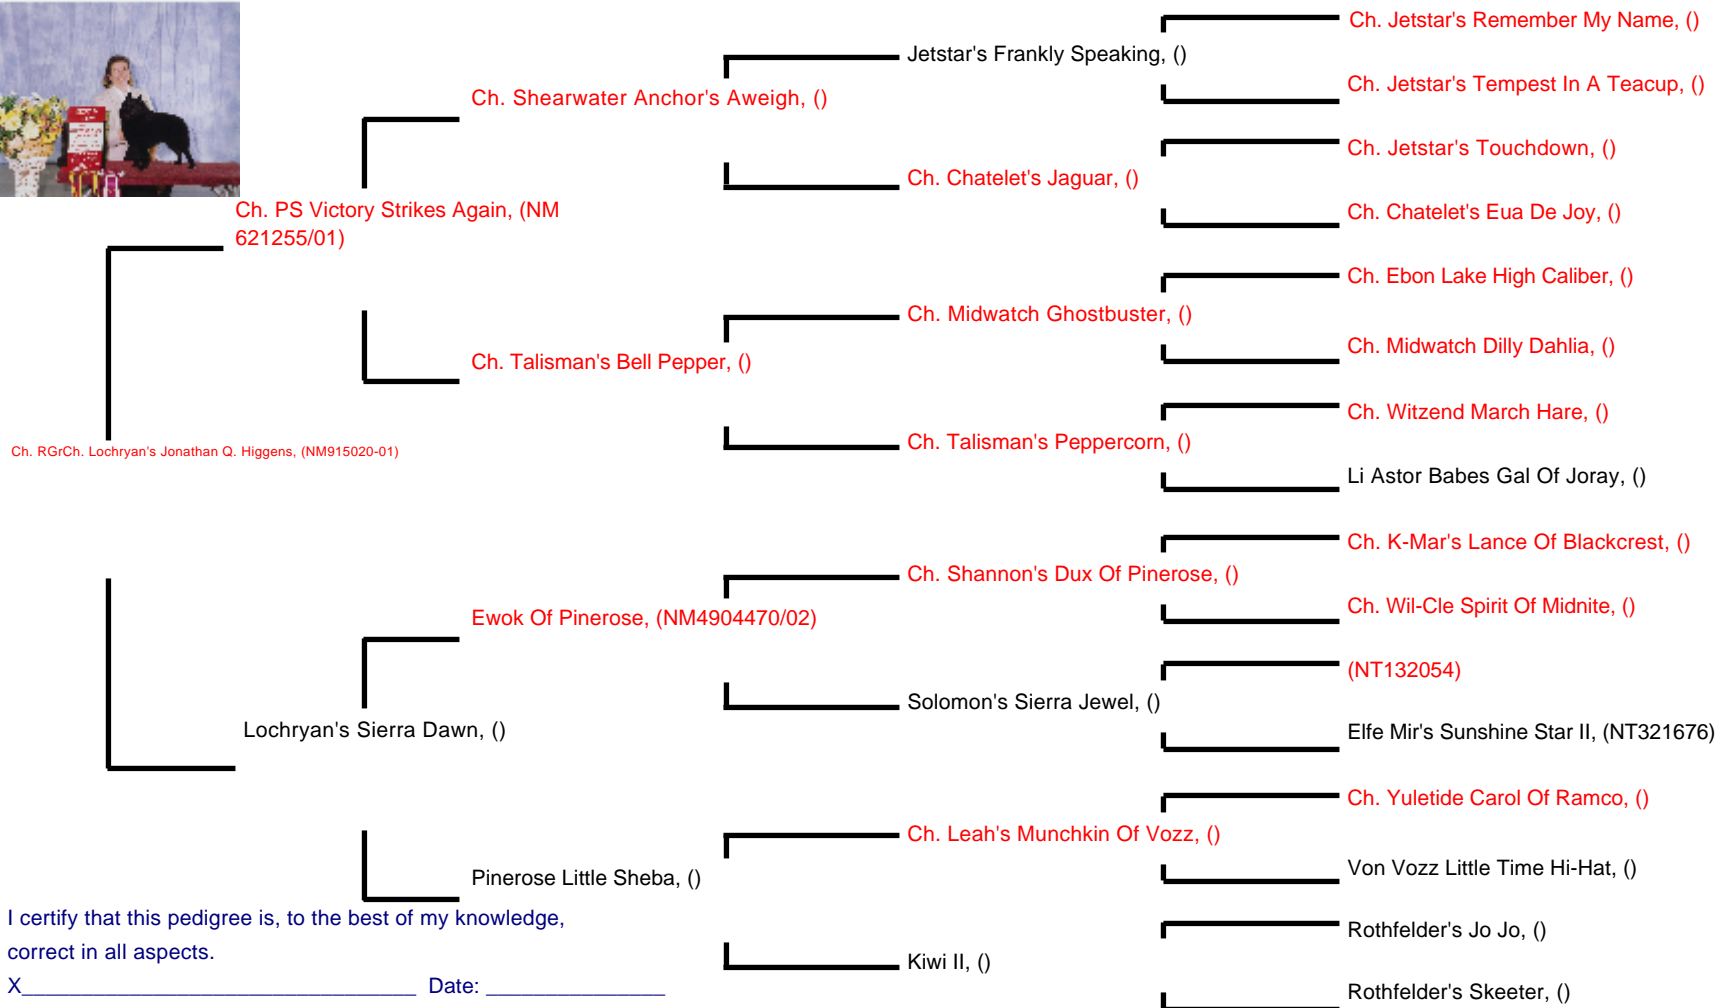 Ch. Jetstar's Remember My Name, ()
Jetstar's Frankly Speaking, ()
Ch. Jetstar's Tempest In A Teacup, ()
Ch. Shearwater Anchor's Aweigh, ()
Ch. Jetstar's Touchdown, ()
Ch. Chatelet's Jaguar, ()
Ch. Chatelet's Eua De Joy, ()
Ch. PS Victory Strikes Again, (NM
621255/01)
Ch. Ebon Lake High Caliber, ()
Ch. Midwatch Ghostbuster, ()
Ch. Midwatch Dilly Dahlia, ()
Ch. Talisman's Bell Pepper, ()
Ch. Witzend March Hare, ()
Ch. Talisman's Peppercorn, ()
Li Astor Babes Gal Of Joray, ()
Ch. RGrCh. Lochryan's Jonathan Q. Higgens, (NM915020-01)
Ch. K-Mar's Lance Of Blackcrest, ()
Ch. Shannon's Dux Of Pinerose, ()
Ch. Wil-Cle Spirit Of Midnite, ()
Ewok Of Pinerose, (NM4904470/02)
(NT132054)
Solomon's Sierra Jewel, ()
Elfe Mir's Sunshine Star II, (NT321676)
Lochryan's Sierra Dawn, ()
Ch. Yuletide Carol Of Ramco, ()
Ch. Leah's Munchkin Of Vozz, ()
Von Vozz Little Time Hi-Hat, ()
Pinerose Little Sheba, ()
Rothfelder's Jo Jo, ()
Kiwi II, ()
Rothfelder's Skeeter, ()
I certify that this pedigree is, to the best of my knowledge,
correct in all aspects.
X_________________________________ Date: _______________